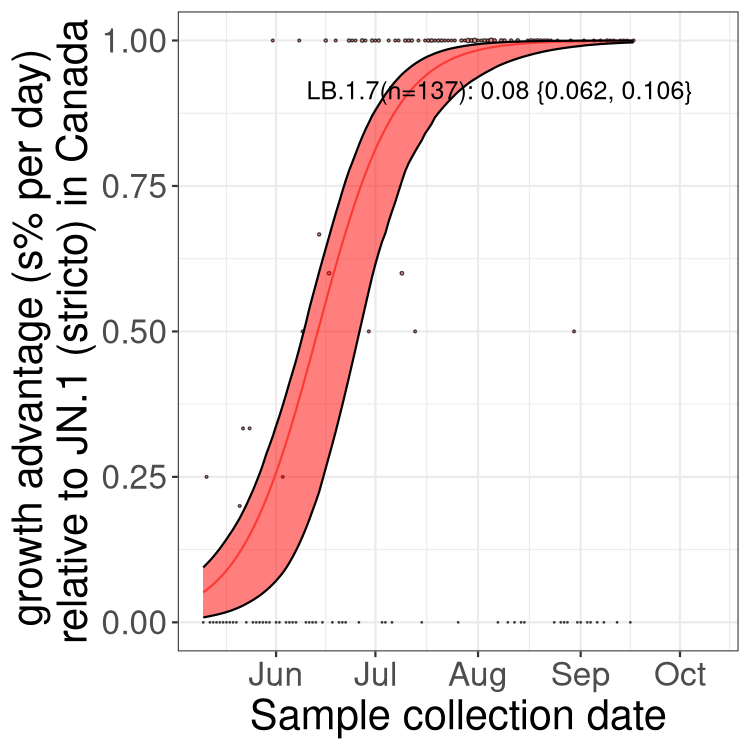 growth advantage (s% per day)
relative to JN.1 (stricto) in Canada
1.00
0.75
0.50
0.25
0.00
LB.1.7(n=137): 0.08 {0.062, 0.106}
Jun Jul Aug Sep Oct
Sample collection date